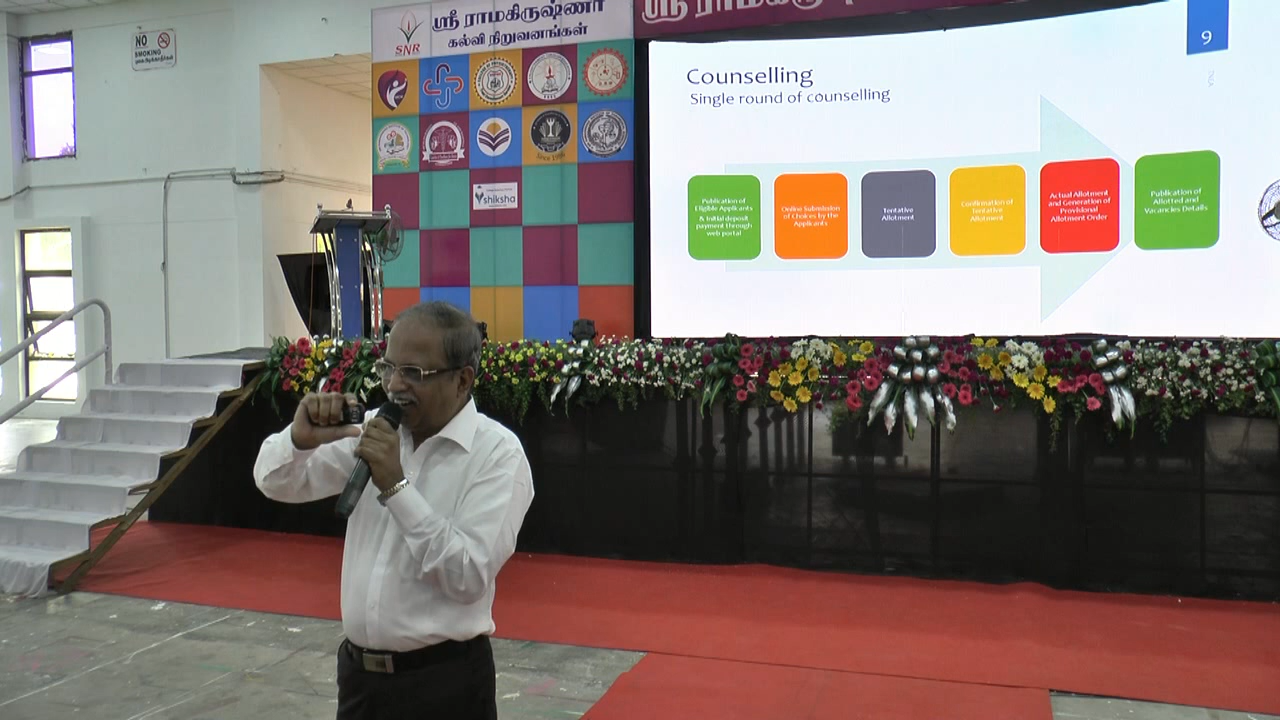 NO
SMOKING
SNR
ஸ்ரீ ராமகிருஷ்ணா
கல்வி நிறுவனங்கள்
ஸ்ரீ ராமகிருஷ்
Since 1996
shiksha
9
Counselling
Single round of counselling
Publication of
Eligible Applicants
& Initial deposit
payment through
web portal
Online Submission
of Choices by the
Applicants
Tentative
Allotment
Confirmation of
Tentative
Allotment
Actual Allotment
and Generation of
Provisional
Allotment Order
Publication of
Allotted and
Vacancies Details